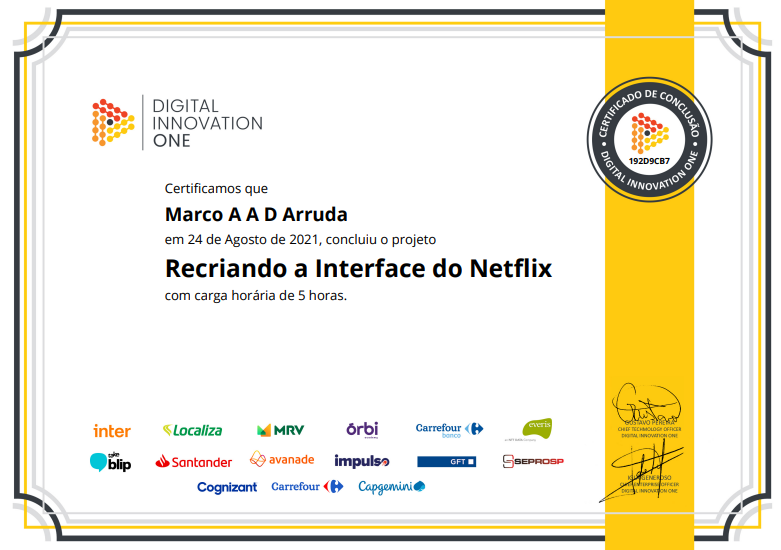 DIGITAL
INNOVATION
ONE
CERTIFICADO DE CONCLUSÃO
192D9CB7
DIGITAL INNOVATION ONE
Certificamos que
Marco A A D Arruda
em 24 de Agosto de 2021, concluiu o projeto
Recriando a Interface do Netflix
com carga horária de 5 horas.
GUSTAVO PEREIRA
CHIEF TECHNOLOGY OFFICER
DIGITAL INNOVATION ONE
inter Localiza MRV órbi Carrefour banco everis
take blip Santander avanade impulso GFT SEPROSP
GENEROSO
OFFICER
DIGITAL INNOVATION ONE
Cognizant Carrefour Capgemini